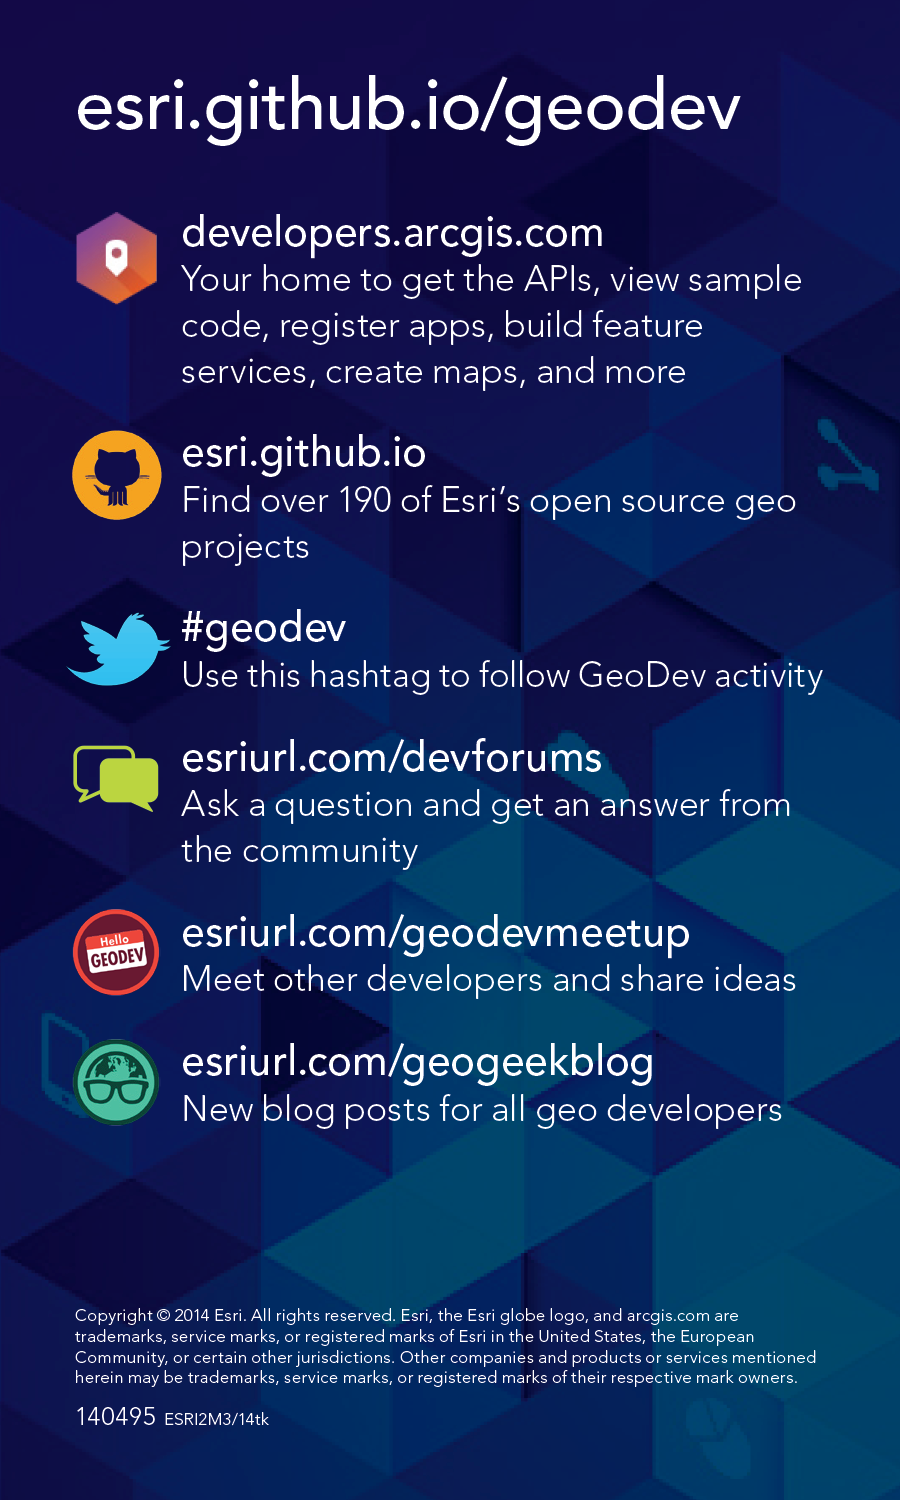 esri.github.io/geodev
developers.arcgis.com
Your home to get the APIs, view sample
code, register apps, build feature
services, create maps, and more
esri.github.io
Find over 190 of Esri’s open source geo
projects
#geodev
Use this hashtag to follow GeoDev activity
esriurl.com/devforums
Ask a question and get an answer from
the community
Hello
GEODEV
esriurl.com/geodevmeetup
Meet other developers and share ideas
esriurl.com/geogeekblog
New blog posts for all geo developers
Copyright © 2014 Esri. All rights reserved. Esri, the Esri globe logo, and arcgis.com are
trademarks, service marks, or registered marks of Esri in the United States, the European
Community, or certain other jurisdictions. Other companies and products or services mentioned
herein may be trademarks, service marks, or registered marks of their respective mark owners.
140495 ESRI2M3/14tk